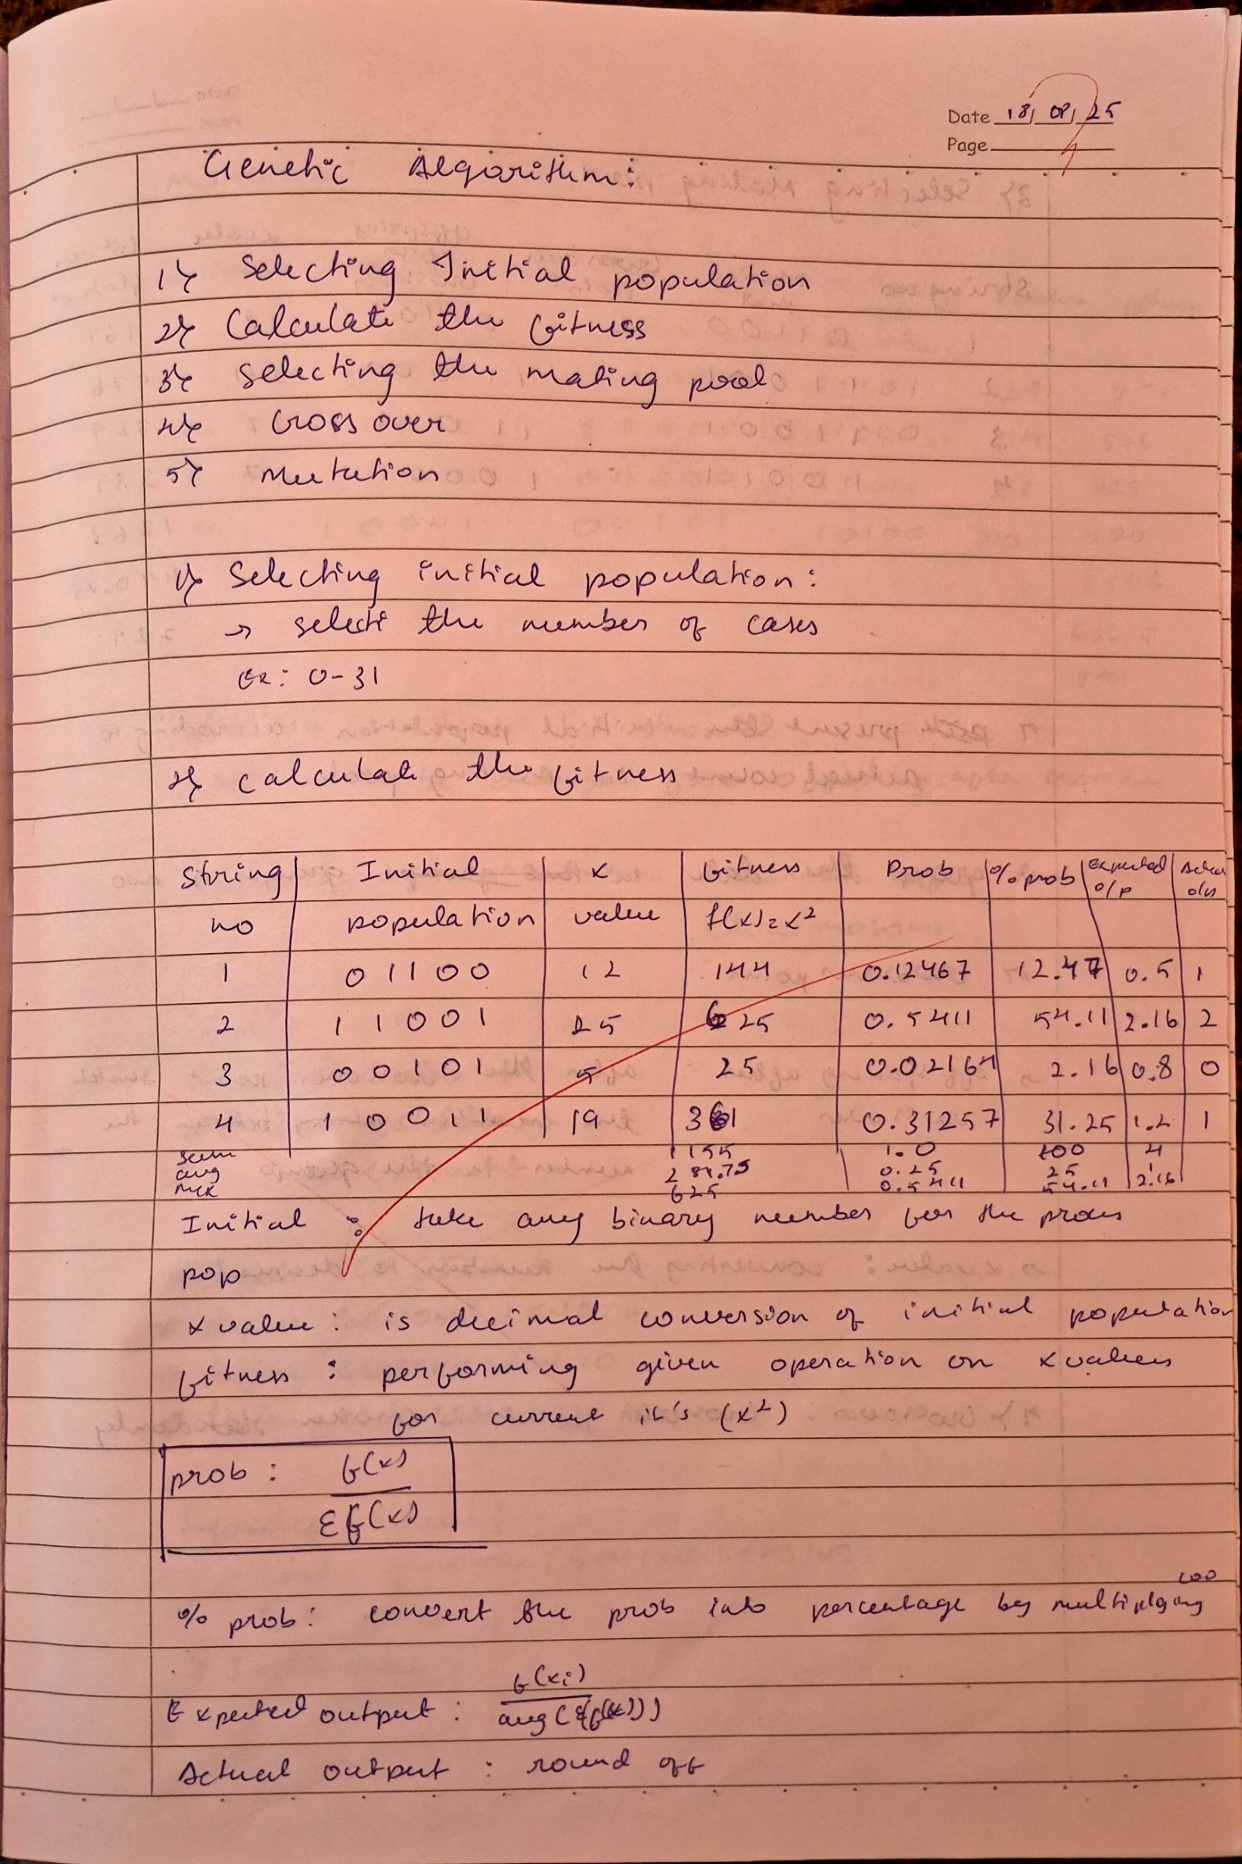 Date 18/ 08/ 25
Page
Genetic Algorithm:
1} Selecting Initial population
2} Calculate the fitness
3} selecting the mating pool
4} Cross over
5} Mutation
1} Selecting initial population:
→ select the number of cases
Ex: 0-31
2} calculate the fitness
String no | Initial population | x value | fitness f(x)=x² | Prob | % prob | Expected o/p | Actual o/p
1 | 01100 | 12 | 144 | 0.12467 | 12.47 | 0.5 | 1
2 | 11001 | 25 | 625 | 0.5411 | 54.11 | 2.16 | 2
3 | 00101 | 5 | 25 | 0.02164 | 2.16 | 0.8 | 0
4 | 10011 | 19 | 361 | 0.31257 | 31.25 | 1.2 | 1
sum 1155 1.0 100 4
avg 288.75 0.25 25 1
max 625 0.5411 54.11 2.16
Initial : take any binary number for the
pop
x value : is decimal conversion of initial population
fitness : performing given operation on x values
for current it's (x²)
prob : f(x)
Σf(x)
% prob: convert the prob into percentage by multiplying 100
Expected output : f(xi)
avg(Σf(x))
Actual output : round off